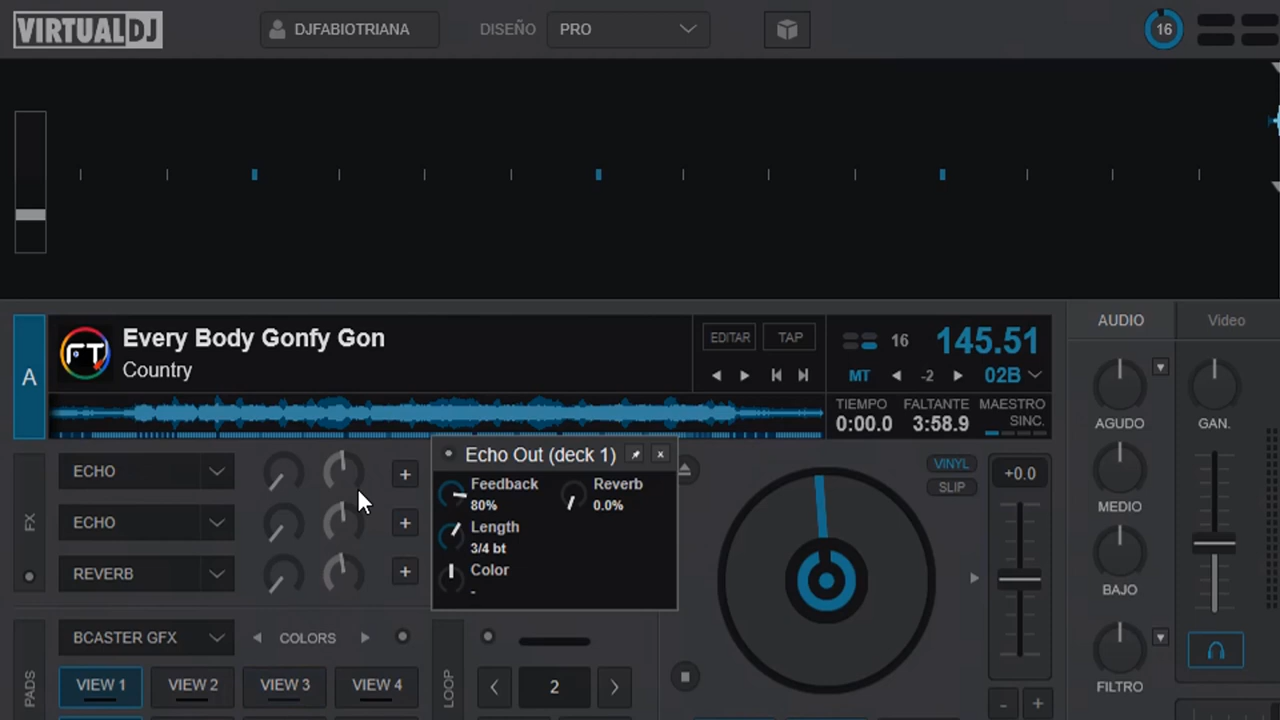 VIRTUALDJ
DJFABIOTRIANA
DISEÑO
PRO
16
A
FT
Every Body Gonfy Gon
Country
EDITAR
TAP
16
145.51
MT
-2
02B
TIEMPO
FALTANTE
MAESTRO
0:00.0
3:58.9
SINC.
AUDIO
Video
AGUDO
GAN.
MEDIO
BAJO
FILTRO
FX
ECHO
+
ECHO
+
REVERB
+
Echo Out (deck 1)
x
Feedback
80%
Reverb
0.0%
Length
3/4 bt
Color
-
VINYL
SLIP
+0.0
- +
PADS
BCASTER GFX
COLORS
VIEW 1
VIEW 2
VIEW 3
VIEW 4
LOOP
2